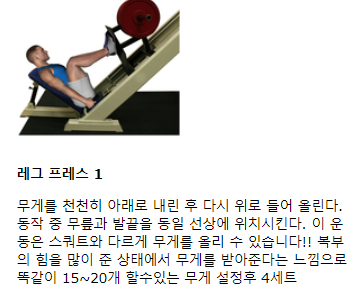 레그 프레스 1
무게를 천천히 아래로 내린 후 다시 위로 들어 올린다.
동작 중 무릎과 발끝을 동일 선상에 위치시킨다. 이 운
동은 스쿼트와 다르게 무게를 올리 수 있습니다!! 복부
의 힘을 많이 준 상태에서 무게를 받아준다는 느낌으로
똑같이 15~20개 할수있는 무게 설정후 4세트